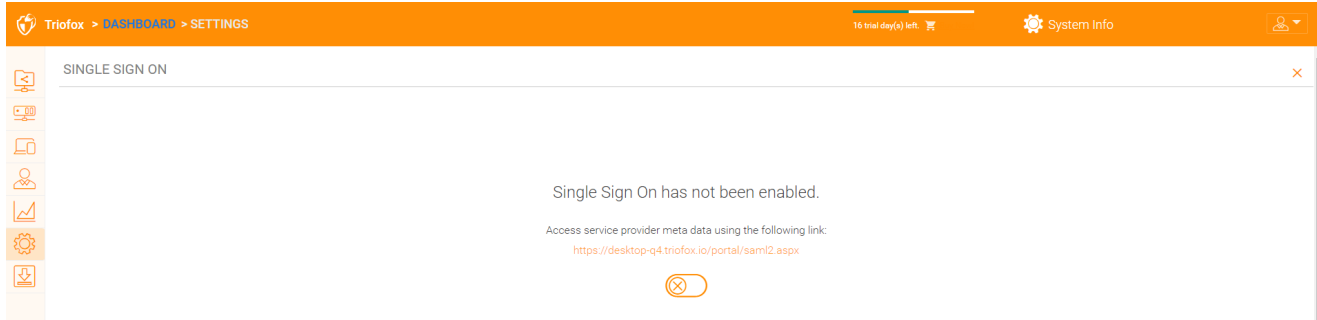 Triofox > DASHBOARD > SETTINGS
16 trial day(s) left.
System Info
SINGLE SIGN ON
Single Sign On has not been enabled.
Access service provider meta data using the following link:
https://desktop-q4.triofox.io/portal/saml2.aspx